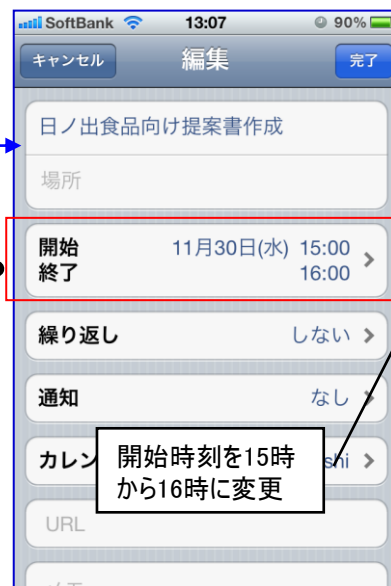 SoftBank 13:07 90%
キャンセル 編集 完了
日ノ出食品向け提案書作成
場所
開始 11月30日(水) 15:00
終了 16:00
繰り返し しない
通知 なし
カレン shi
開始時刻を15時
から16時に変更
URL
メモ